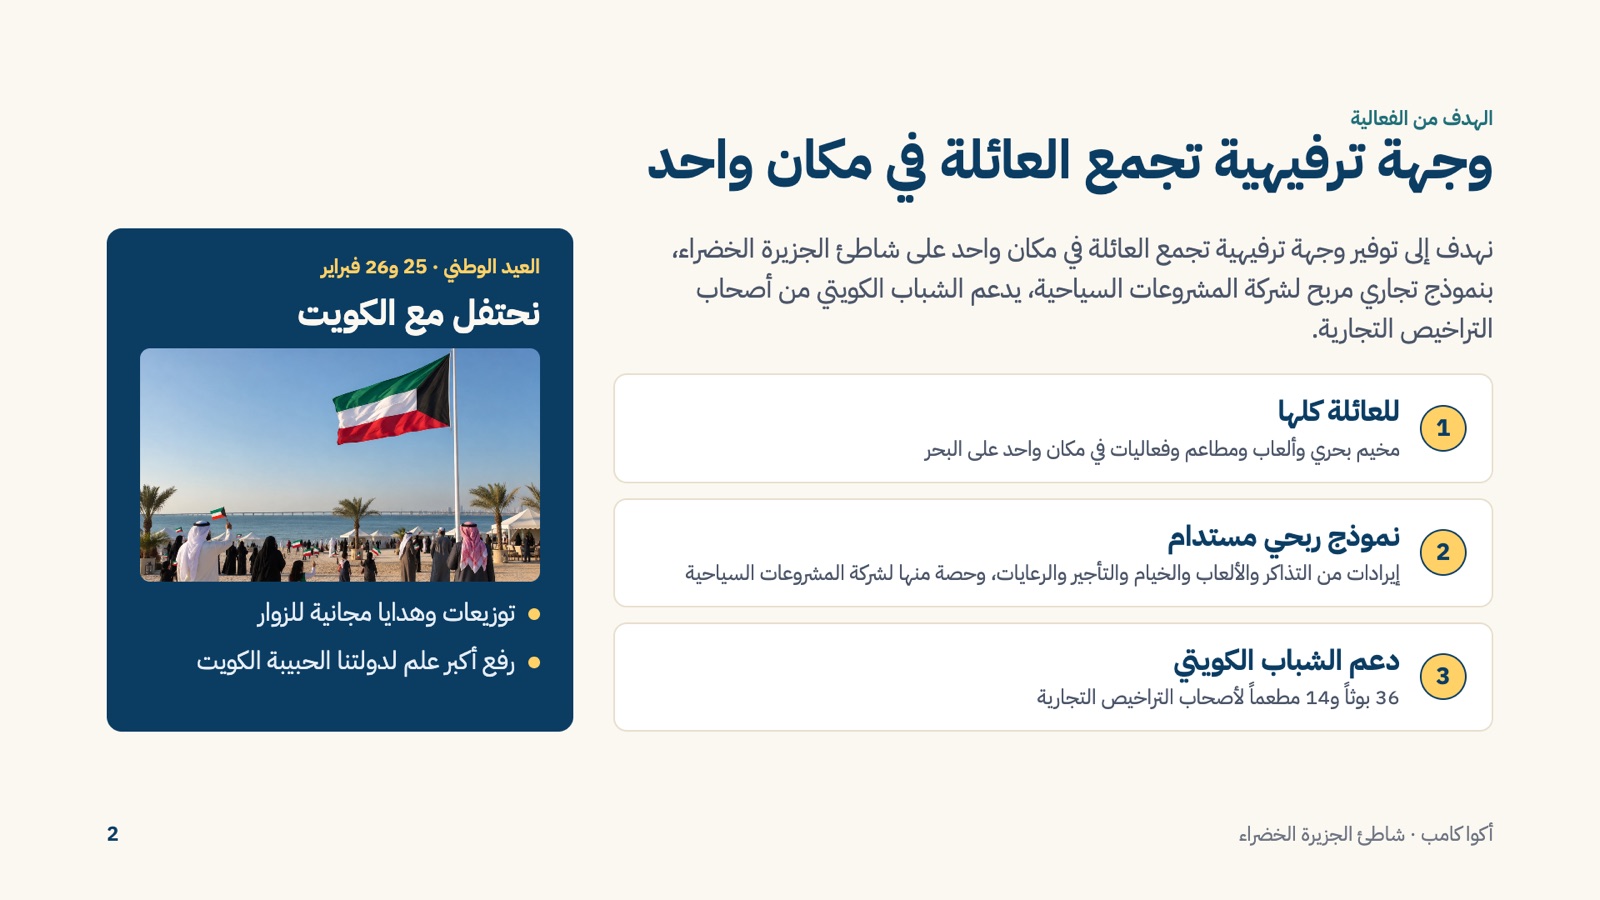 الهدف من الفعالية
وجهة ترفيهية تجمع العائلة في مكان واحد
نهدف إلى توفير وجهة ترفيهية تجمع العائلة في مكان واحد على شاطئ الجزيرة الخضراء،
بنموذج تجاري مربح لشركة المشروعات السياحية، يدعم الشباب الكويتي من أصحاب
التراخيص التجارية.
1
للعائلة كلها
مخيم بحري وألعاب ومطاعم وفعاليات في مكان واحد على البحر
2
نموذج ربحي مستدام
إيرادات من التذاكر والألعاب والخيام والتأجير والرعايات، وحصة منها لشركة المشروعات السياحية
3
دعم الشباب الكويتي
36 بوثاً و14 مطعماً لأصحاب التراخيص التجارية
العيد الوطني · 25 و26 فبراير
نحتفل مع الكويت
توزيعات وهدايا مجانية للزوار
رفع أكبر علم لدولتنا الحبيبة الكويت
أكوا كامب · شاطئ الجزيرة الخضراء
2